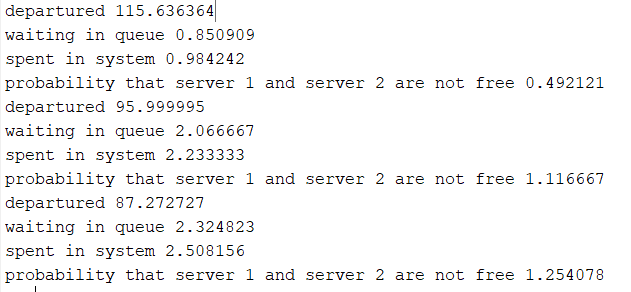 departured 115.636364
waiting in queue 0.850909
spent in system 0.984242
probability that server 1 and server 2 are not free 0.492121
departured 95.999995
waiting in queue 2.066667
spent in system 2.233333
probability that server 1 and server 2 are not free 1.116667
departured 87.272727
waiting in queue 2.324823
spent in system 2.508156
probability that server 1 and server 2 are not free 1.254078